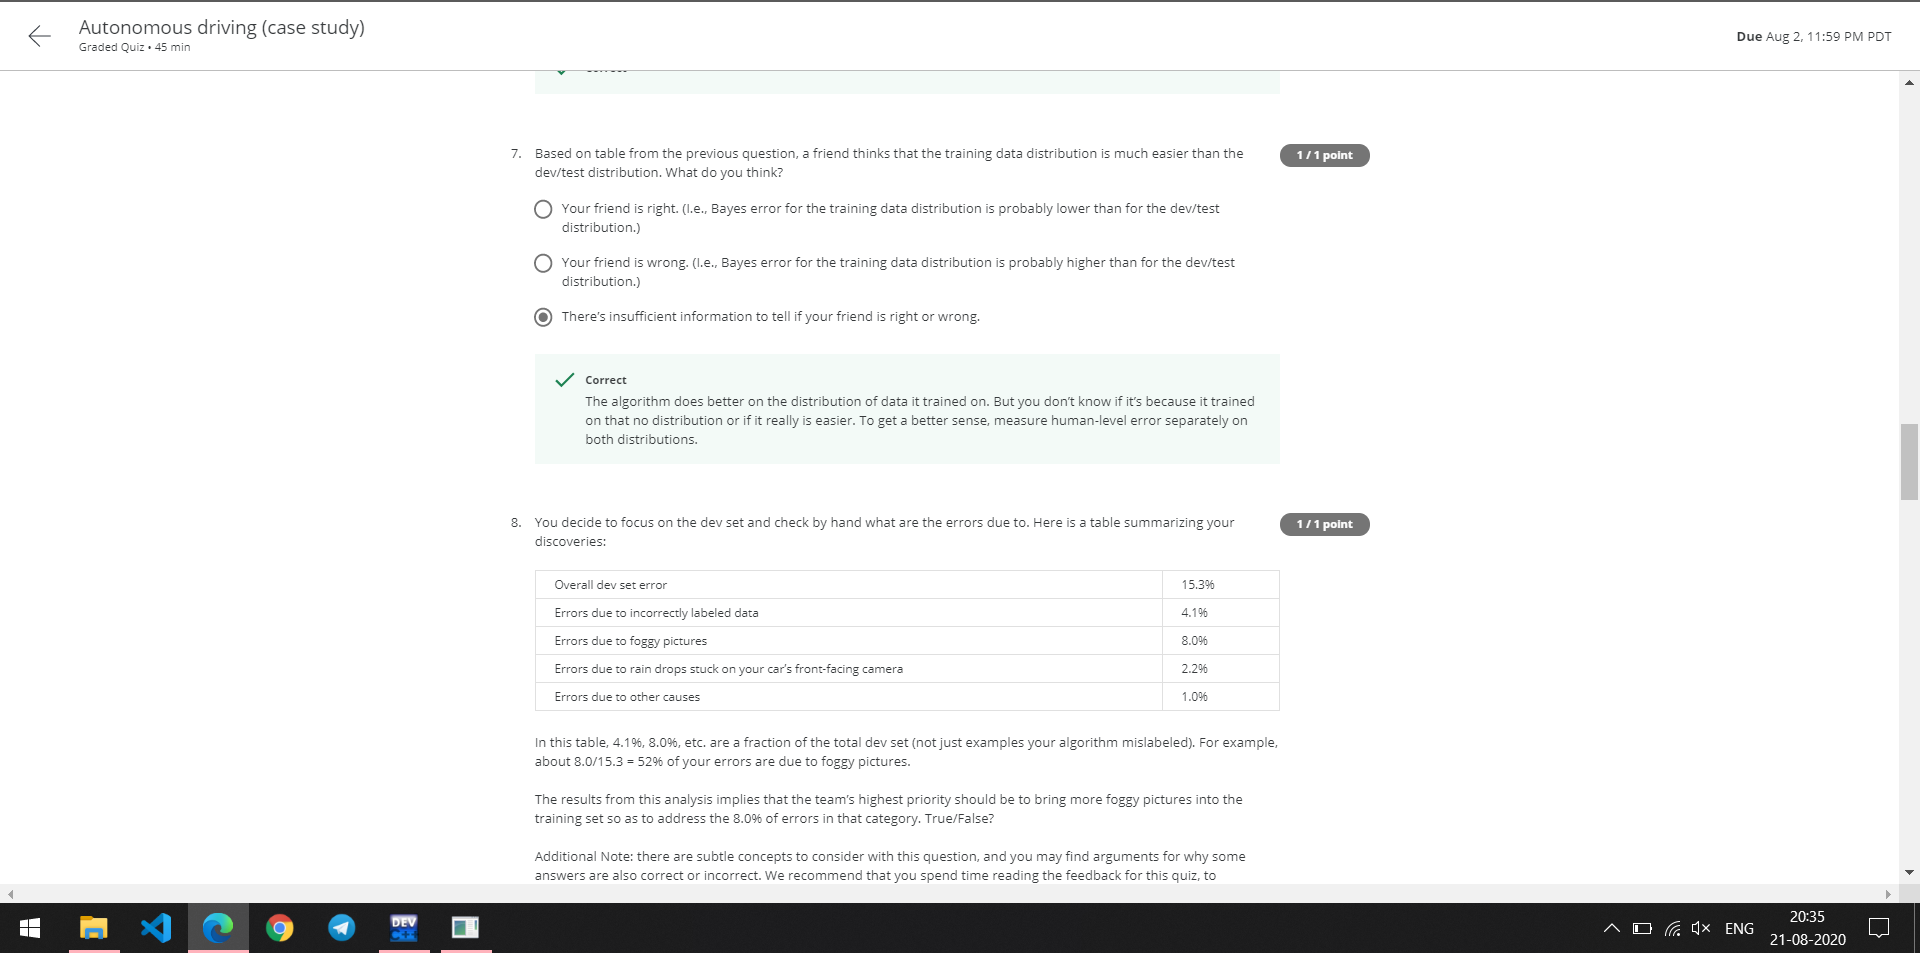 Autonomous driving (case study)
Graded Quiz • 45 min
Due Aug 2, 11:59 PM PDT
7. Based on table from the previous question, a friend thinks that the training data distribution is much easier than the
dev/test distribution. What do you think?
1 / 1 point
Your friend is right. (I.e., Bayes error for the training data distribution is probably lower than for the dev/test
distribution.)
Your friend is wrong. (I.e., Bayes error for the training data distribution is probably higher than for the dev/test
distribution.)
There's insufficient information to tell if your friend is right or wrong.
Correct
The algorithm does better on the distribution of data it trained on. But you don't know if it's because it trained
on that no distribution or if it really is easier. To get a better sense, measure human-level error separately on
both distributions.
8. You decide to focus on the dev set and check by hand what are the errors due to. Here is a table summarizing your
discoveries:
1 / 1 point
Overall dev set error 15.3%
Errors due to incorrectly labeled data 4.1%
Errors due to foggy pictures 8.0%
Errors due to rain drops stuck on your car's front-facing camera 2.2%
Errors due to other causes 1.0%
In this table, 4.1%, 8.0%, etc. are a fraction of the total dev set (not just examples your algorithm mislabeled). For example,
about 8.0/15.3 = 52% of your errors are due to foggy pictures.
The results from this analysis implies that the team's highest priority should be to bring more foggy pictures into the
training set so as to address the 8.0% of errors in that category. True/False?
Additional Note: there are subtle concepts to consider with this question, and you may find arguments for why some
answers are also correct or incorrect. We recommend that you spend time reading the feedback for this quiz, to
DEV
ENG
20:35
21-08-2020